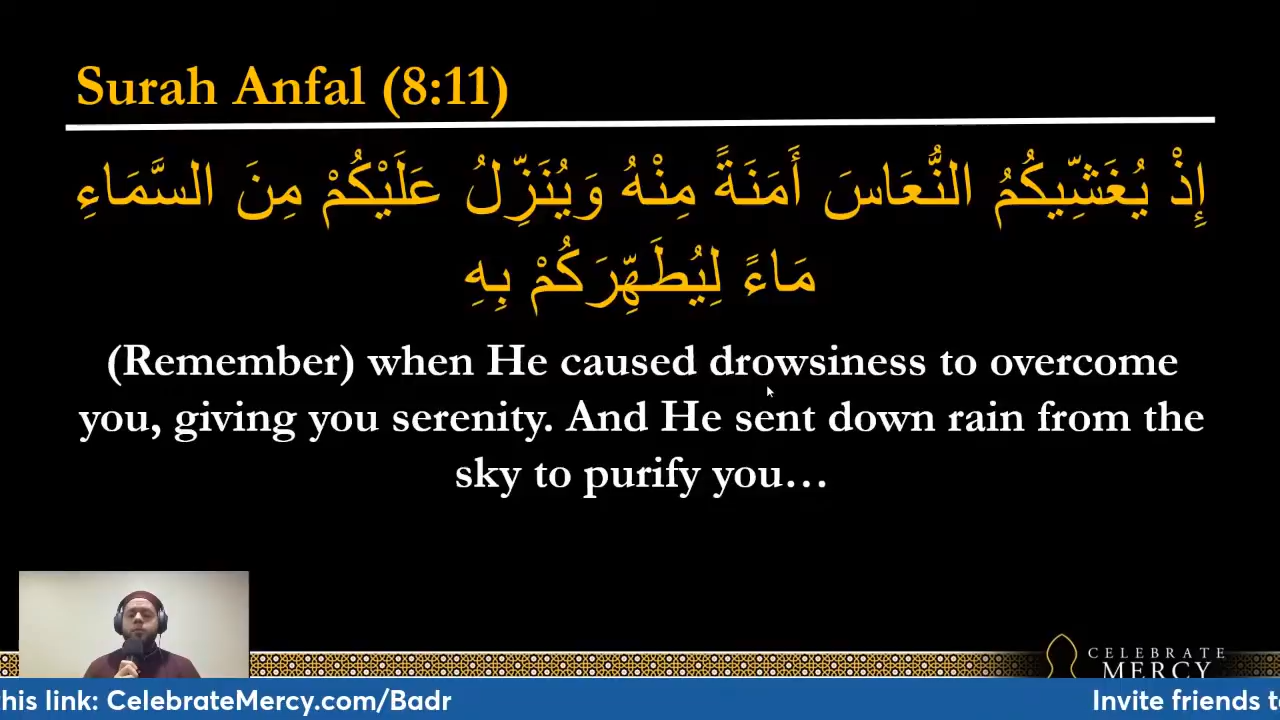 Surah Anfal (8:11)
إِذْ يُغَشِّيكُمُ النُّعَاسَ أَمَنَةً مِنْهُ وَيُنَزِّلُ عَلَيْكُمْ مِنَ السَّمَاءِ
مَاءً لِيُطَهِّرَكُمْ بِهِ
(Remember) when He caused drowsiness to overcome
you, giving you serenity. And He sent down rain from the
sky to purify you…
CELEBRATE
MERCY
this link: CelebrateMercy.com/Badr
Invite friends